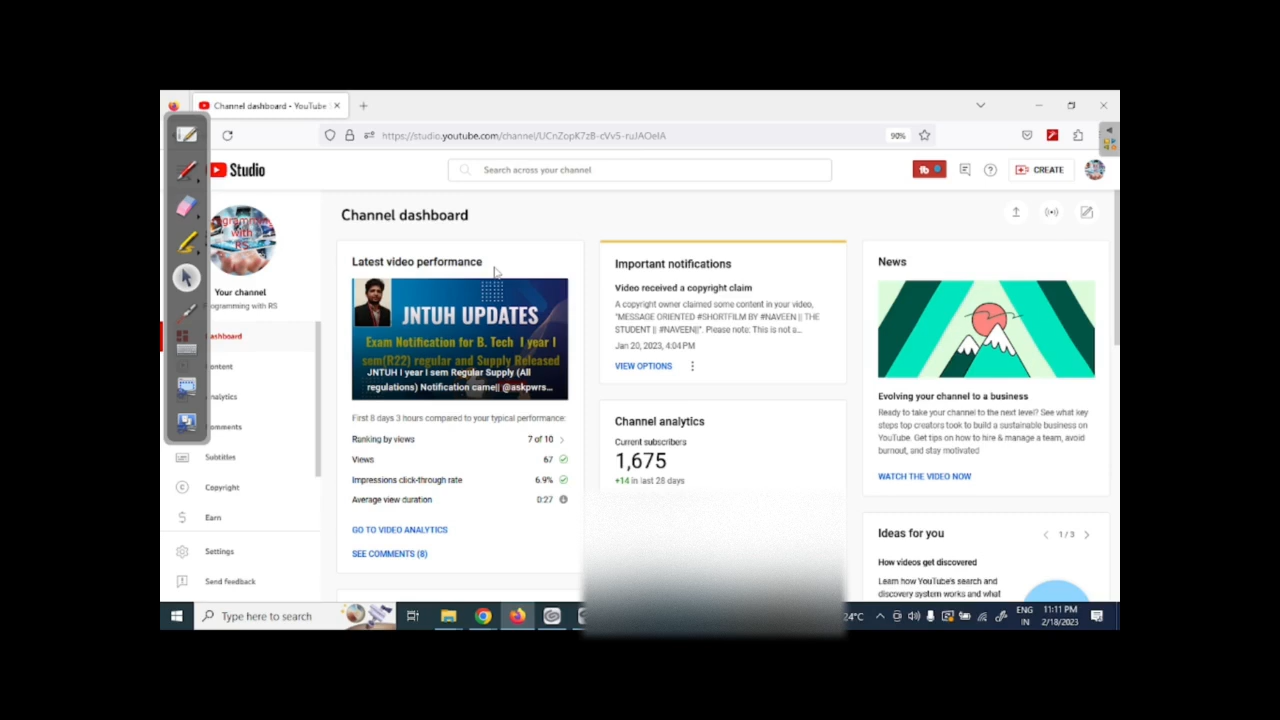 Channel dashboard - YouTube
https://studio.youtube.com/channel/UCnZopK7zB-cVv5-ruJAOeIA
90%
Studio
Search across your channel
CREATE
Programming
with
RS
Your channel
Programming with RS
ashboard
ontent
nalytics
omments
Subtitles
Copyright
Earn
Settings
Send feedback
Channel dashboard
Latest video performance
JNTUH UPDATES
Exam Notification for B. Tech I year I
sem(R22) regular and Supply Released
JNTUH I year I sem Regular Supply (All
regulations) Notification came|| @askpwrs...
First 8 days 3 hours compared to your typical performance:
Ranking by views 7 of 10
Views 67
Impressions click-through rate 6.9%
Average view duration 0:27
GO TO VIDEO ANALYTICS
SEE COMMENTS (8)
Important notifications
Video received a copyright claim
A copyright owner claimed some content in your video,
"MESSAGE ORIENTED #SHORTFILM BY #NAVEEN || THE
STUDENT || #NAVEEN||". Please note: This is not a...
Jan 20, 2023, 4:04 PM
VIEW OPTIONS
Channel analytics
Current subscribers
1,675
+14 in last 28 days
News
Evolving your channel to a business
Ready to take your channel to the next level? See what key
steps top creators took to build a sustainable business on
YouTube. Get tips on how to hire & manage a team, avoid
burnout, and stay motivated
WATCH THE VIDEO NOW
Ideas for you
1 / 3
How videos get discovered
Learn how YouTube's search and
discovery system works and what
Type here to search
24°C
ENG
IN
11:11 PM
2/18/2023